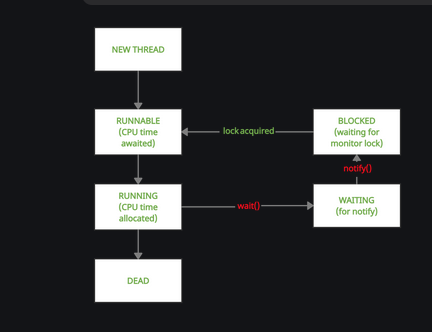 NEW THREAD
RUNNABLE
(CPU time
awaited)
lock acquired
BLOCKED
(waiting for
monitor lock)
notify()
RUNNING
(CPU time
allocated)
wait()
WAITING
(for notify)
DEAD